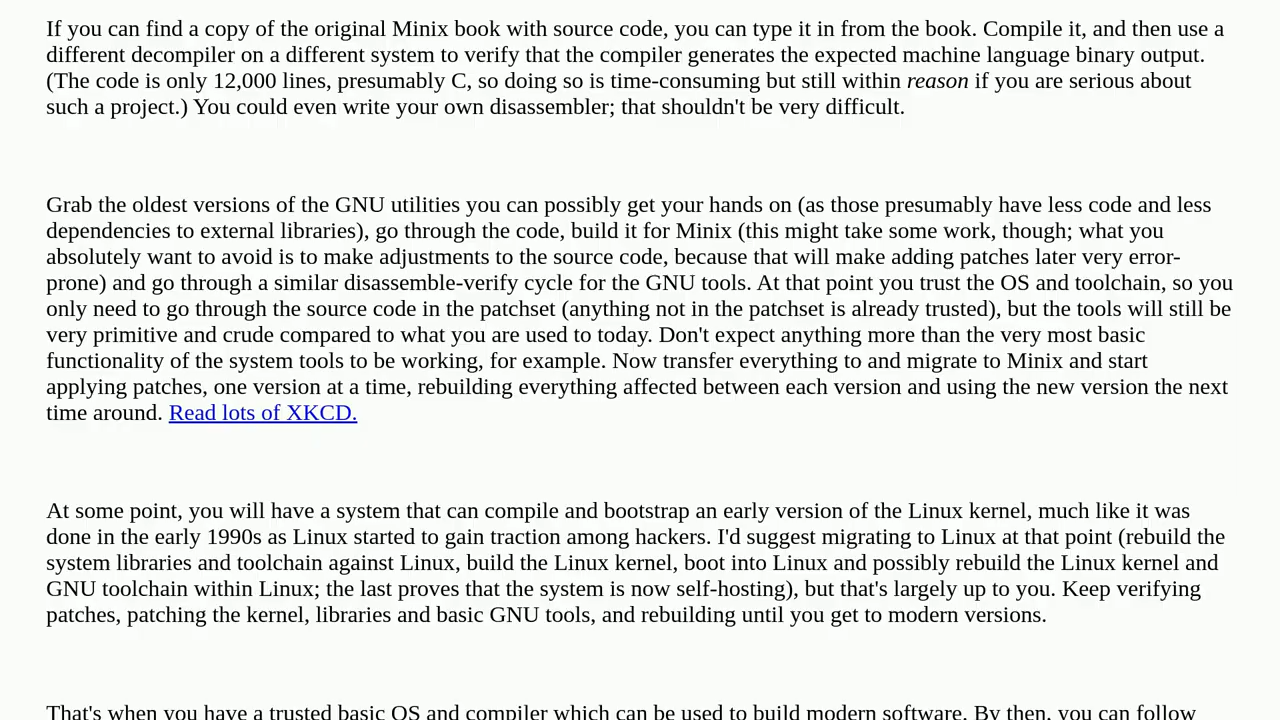 If you can find a copy of the original Minix book with source code, you can type it in from the book. Compile it, and then use a
different decompiler on a different system to verify that the compiler generates the expected machine language binary output.
(The code is only 12,000 lines, presumably C, so doing so is time-consuming but still within reason if you are serious about
such a project.) You could even write your own disassembler; that shouldn't be very difficult.
Grab the oldest versions of the GNU utilities you can possibly get your hands on (as those presumably have less code and less
dependencies to external libraries), go through the code, build it for Minix (this might take some work, though; what you
absolutely want to avoid is to make adjustments to the source code, because that will make adding patches later very error-
prone) and go through a similar disassemble-verify cycle for the GNU tools. At that point you trust the OS and toolchain, so you
only need to go through the source code in the patchset (anything not in the patchset is already trusted), but the tools will still be
very primitive and crude compared to what you are used to today. Don't expect anything more than the very most basic
functionality of the system tools to be working, for example. Now transfer everything to and migrate to Minix and start
applying patches, one version at a time, rebuilding everything affected between each version and using the new version the next
time around. Read lots of XKCD.
At some point, you will have a system that can compile and bootstrap an early version of the Linux kernel, much like it was
done in the early 1990s as Linux started to gain traction among hackers. I'd suggest migrating to Linux at that point (rebuild the
system libraries and toolchain against Linux, build the Linux kernel, boot into Linux and possibly rebuild the Linux kernel and
GNU toolchain within Linux; the last proves that the system is now self-hosting), but that's largely up to you. Keep verifying
patches, patching the kernel, libraries and basic GNU tools, and rebuilding until you get to modern versions.
That's when you have a trusted basic OS and compiler which can be used to build modern software. By then, you can follow